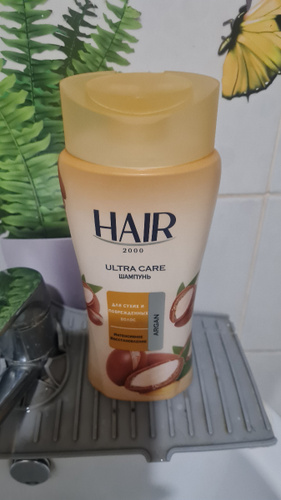 HAIR
2000
ULTRA CARE
ШАМПУНЬ
ДЛЯ СУХИХ И
ПОВРЕЖДЕННЫХ
ВОЛОС
ARGAN